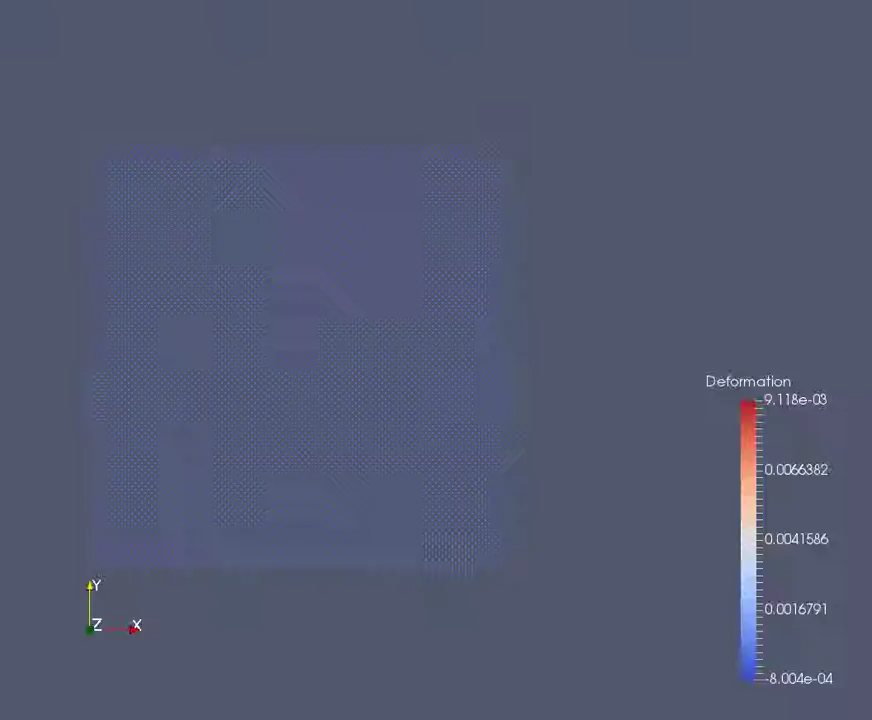 Deformation
9.118e-03
0.0066382
0.0041586
0.0016791
-8.004e-04
Y
Z X